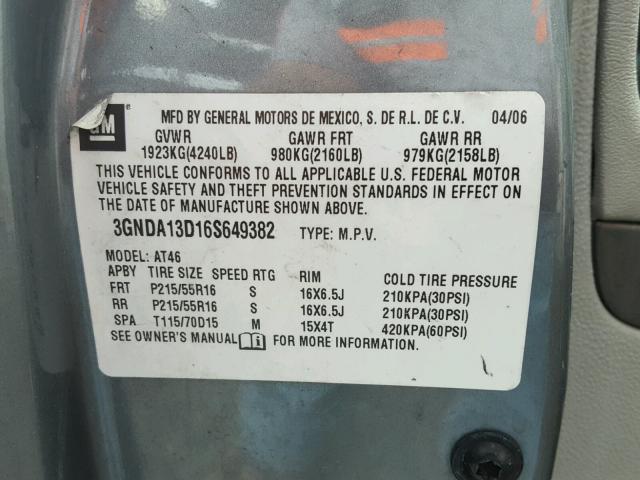 GM ®
MFD BY GENERAL MOTORS DE MEXICO, S. DE R.L. DE C.V. 04/06
GVWR GAWR FRT GAWR RR
1923KG(4240LB) 980KG(2160LB) 979KG(2158LB)
THIS VEHICLE CONFORMS TO ALL APPLICABLE U.S. FEDERAL MOTOR
VEHICLE SAFETY AND THEFT PREVENTION STANDARDS IN EFFECT
ON THE DATE OF MANUFACTURE SHOWN ABOVE.
3GNDA13D16S649382 TYPE: M.P.V.
MODEL: AT46
APBY TIRE SIZE SPEED RTG RIM COLD TIRE PRESSURE
FRT P215/55R16 S 16X6.5J 210KPA(30PSI)
RR P215/55R16 S 16X6.5J 210KPA(30PSI)
SPA T115/70D15 M 15X4T 420KPA(60PSI)
SEE OWNER'S MANUAL i FOR MORE INFORMATION.